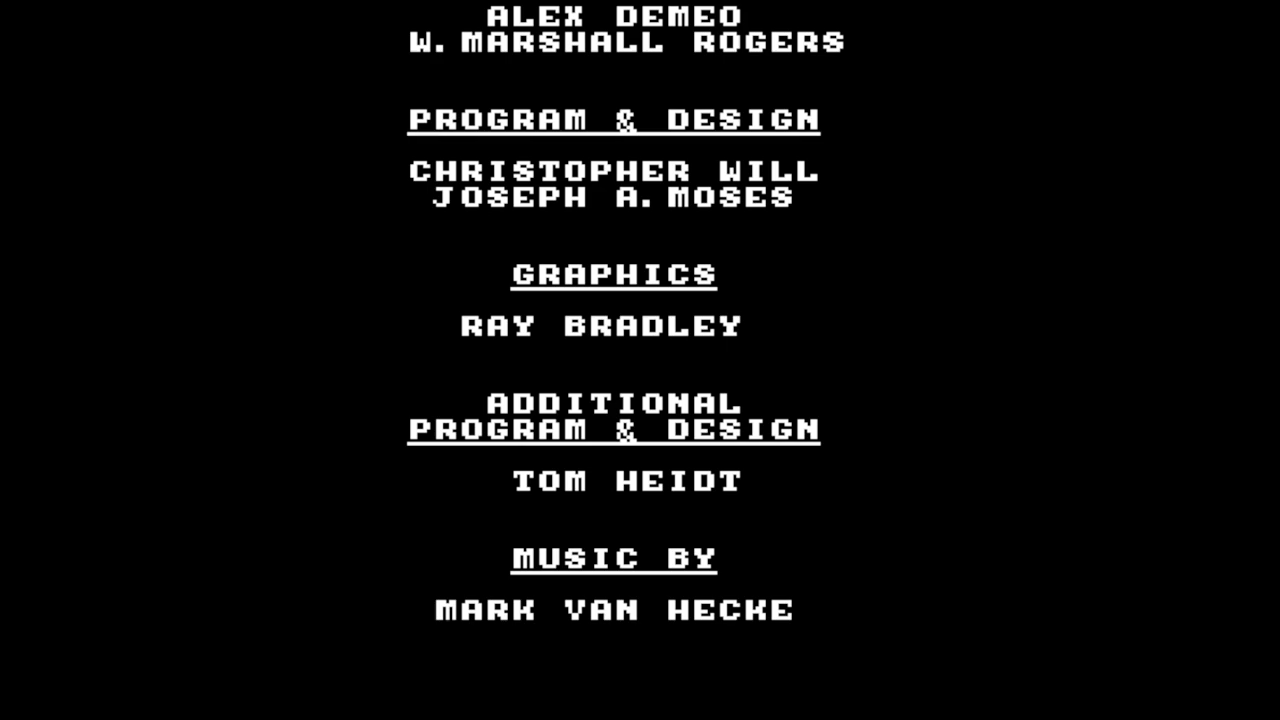 ALEX DEMEO
W. MARSHALL ROGERS
PROGRAM & DESIGN
CHRISTOPHER WILL
JOSEPH A. MOSES
GRAPHICS
RAY BRADLEY
ADDITIONAL
PROGRAM & DESIGN
TOM HEIDT
MUSIC BY
MARK VAN HECKE